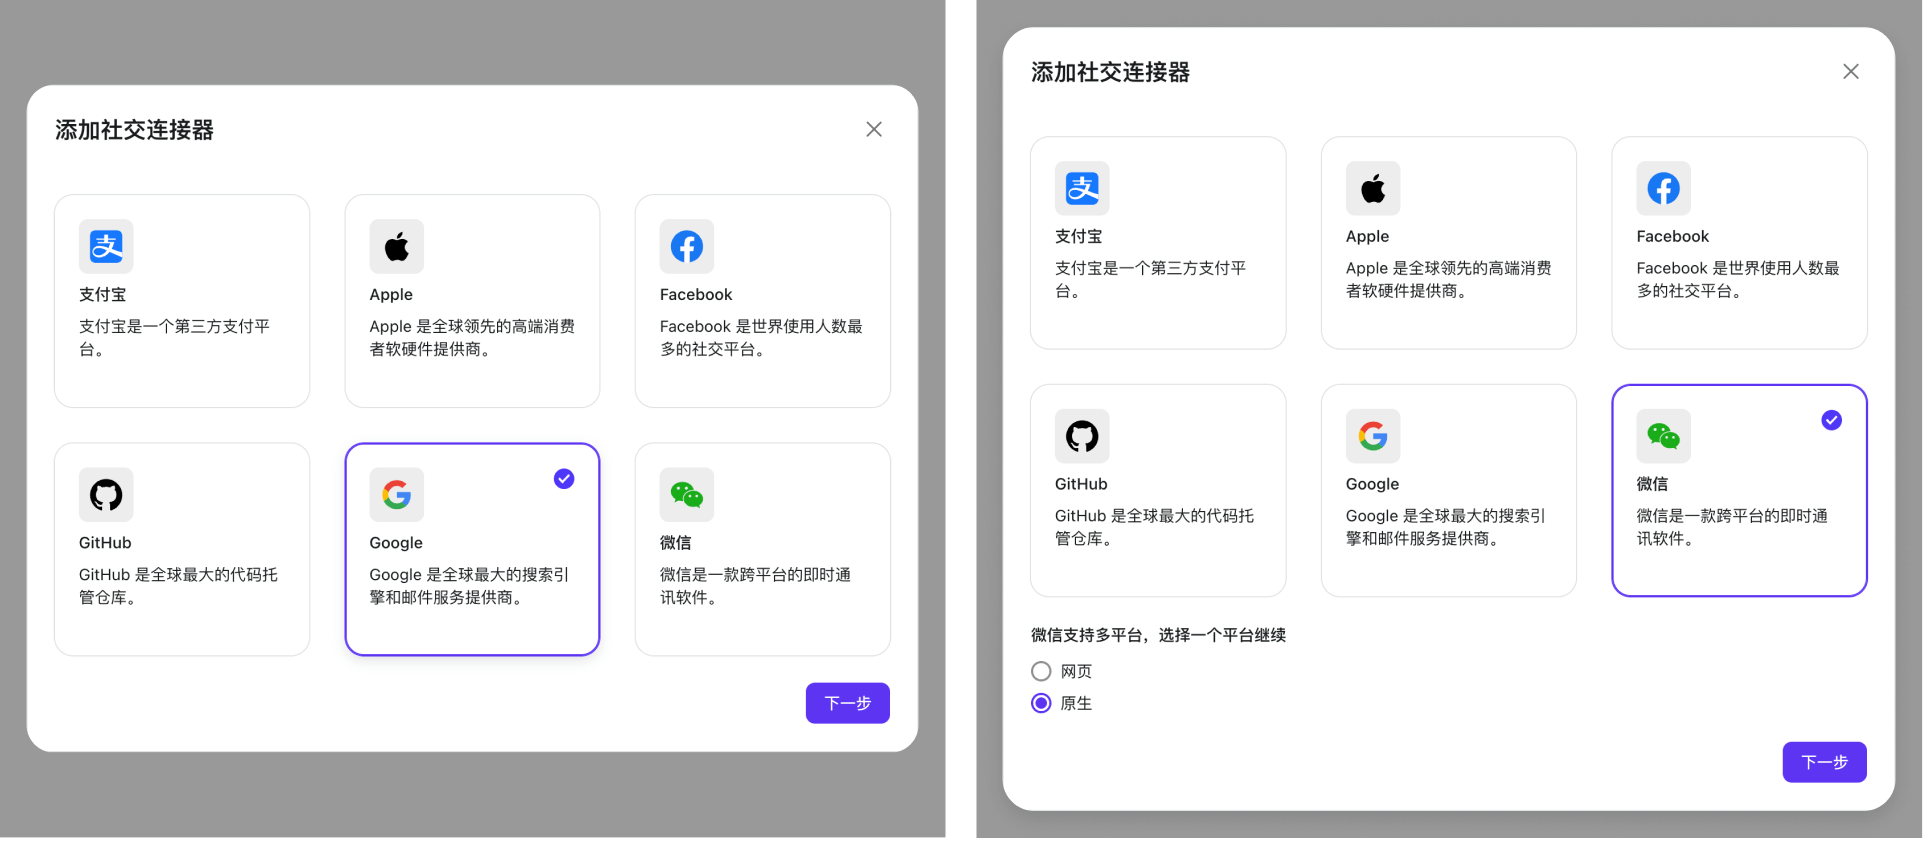 添加社交连接器
支付宝
支付宝是一个第三方支付平
台。
Apple
Apple 是全球领先的高端消费
者软硬件提供商。
Facebook
Facebook 是世界使用人数最
多的社交平台。
GitHub
GitHub 是全球最大的代码托
管仓库。
Google
Google 是全球最大的搜索引
擎和邮件服务提供商。
微信
微信是一款跨平台的即时通
讯软件。
下一步
添加社交连接器
支付宝
支付宝是一个第三方支付平
台。
Apple
Apple 是全球领先的高端消费
者软硬件提供商。
Facebook
Facebook 是世界使用人数最
多的社交平台。
GitHub
GitHub 是全球最大的代码托
管仓库。
Google
Google 是全球最大的搜索引
擎和邮件服务提供商。
微信
微信是一款跨平台的即时通
讯软件。
微信支持多平台，选择一个平台继续
网页
原生
下一步